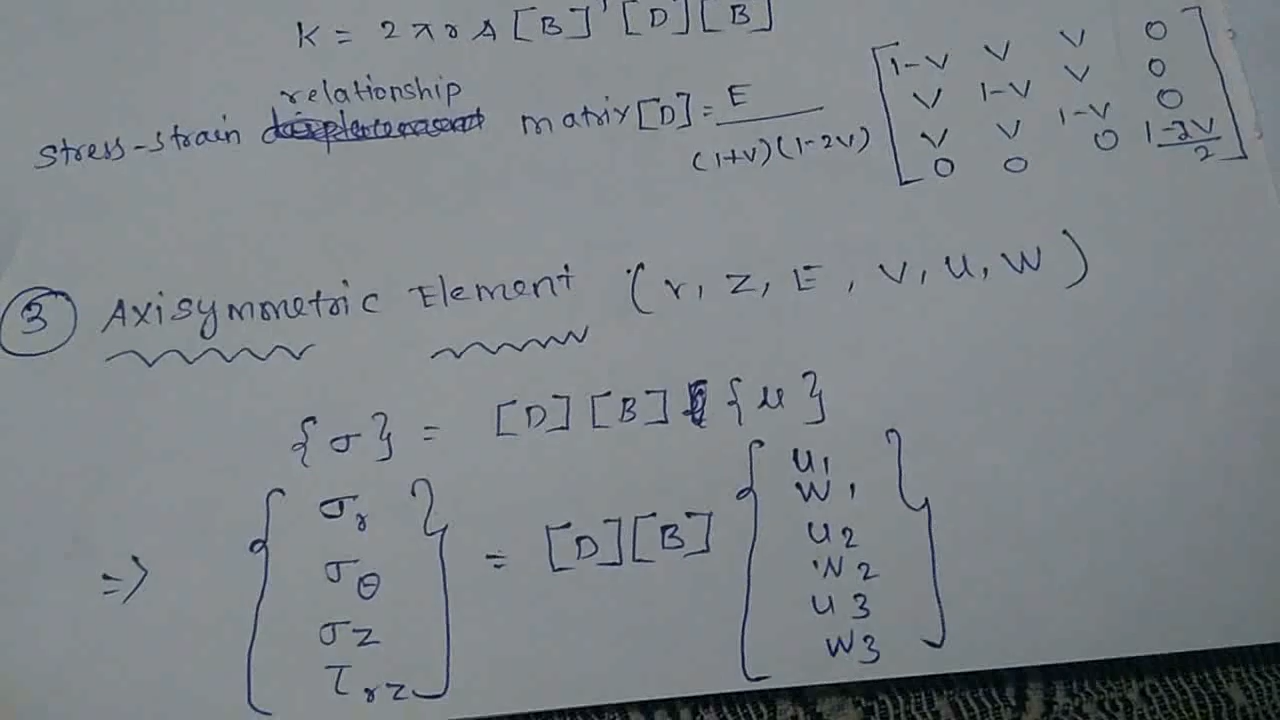 K = 2πrA [B]' [D] [B]
relationship
stress-strain matrix [D] = E / (1+v)(1-2v) [1-v v v 0
v 1-v v 0
v v 1-v 0
0 0 0 1-2v/2]
③ Axisymmetric Element (r, z, E, v, u, w)
{σ} = [D] [B] {u}
=> {σr σθ σz τrz} = [D] [B] {u1 w1 u2 w2 u3 w3}